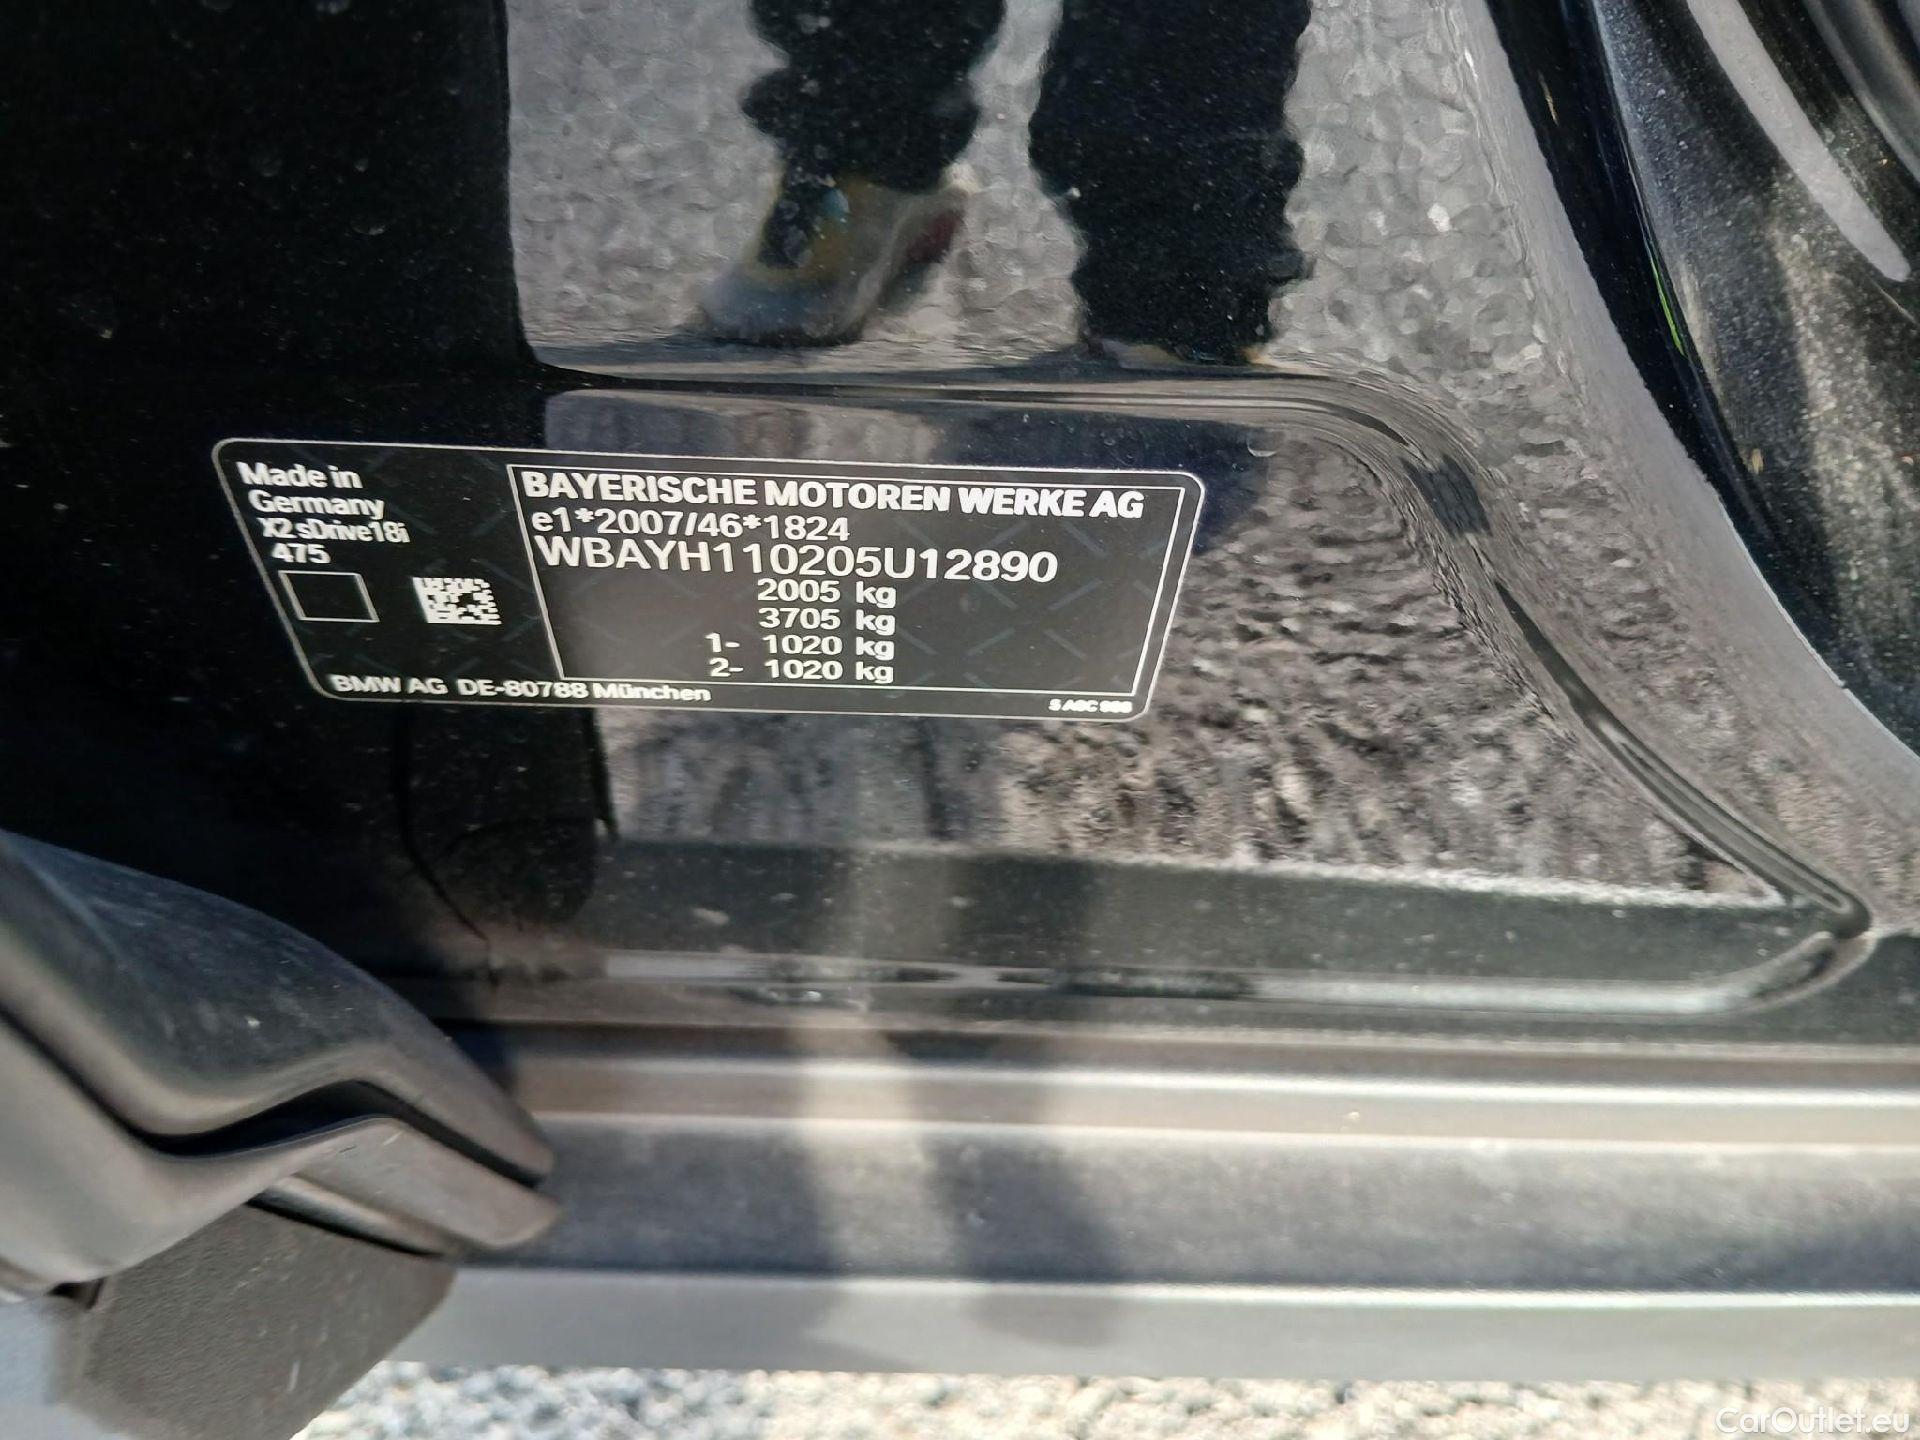 Made in
Germany
X2 sDrive18i
475
BAYERISCHE MOTOREN WERKE AG
e1*2007/46*1824
WBAYH110205U12890
2005 kg
3705 kg
1- 1020 kg
2- 1020 kg
BMW AG DE-80788 München
CarOutlet.eu